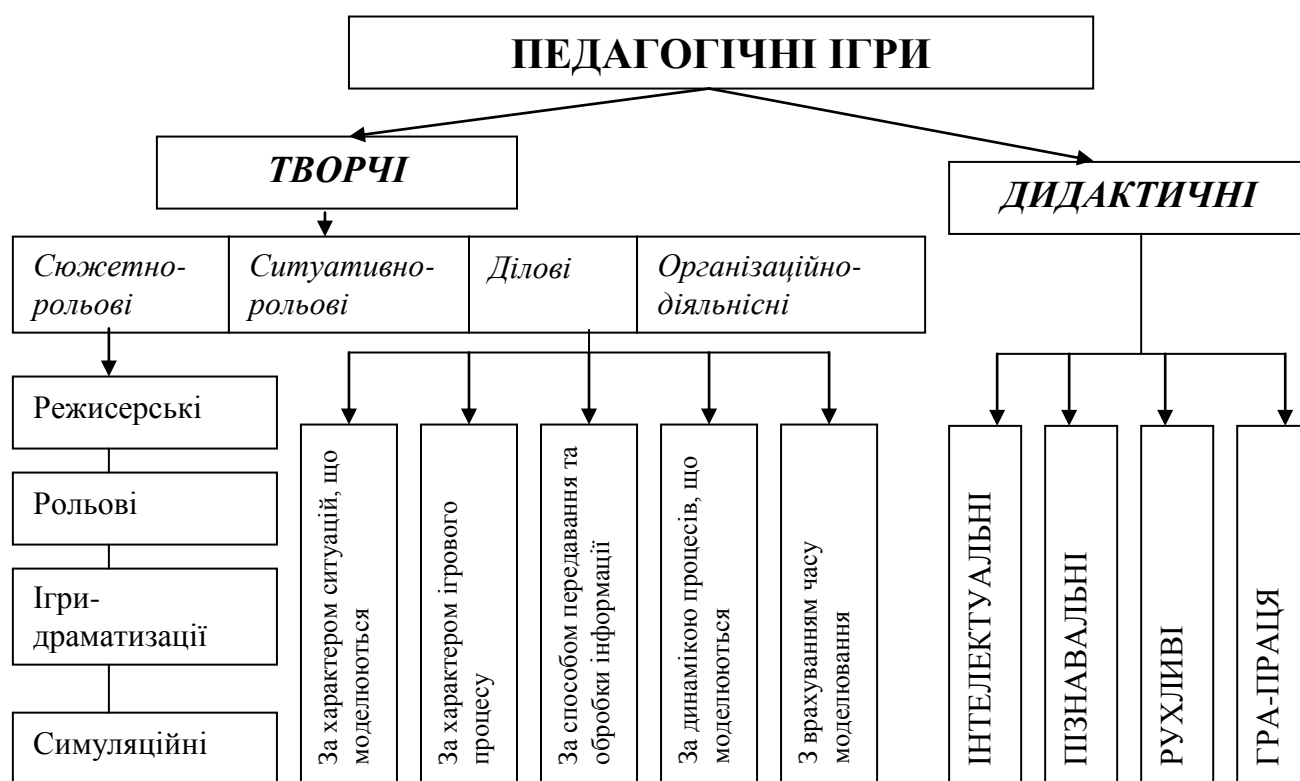 ПЕДАГОГІЧНІ ІГРИ
ТВОРЧІ
ДИДАКТИЧНІ
Сюжетно-
рольові
Ситуативно-
рольові
Ділові
Організаційно-
діяльнісні
Режисерські
Рольові
Ігри-
драматизації
Симуляційні
За характером ситуацій, що
моделюються
За характером ігрового
процесу
За способом передавання та
обробки інформації
За динамікою процесів, що
моделюються
З врахуванням часу
моделювання
ІНТЕЛЕКТУАЛЬНІ
ПІЗНАВАЛЬНІ
РУХЛИВІ
ГРА-ПРАЦЯ